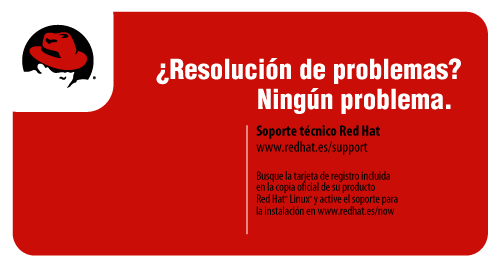 ¿Resolución de problemas?
Ningún problema.
Soporte técnico Red Hat
www.redhat.es/support
Busque la tarjeta de registro incluida
en la copia oficial de su producto
Red Hat® Linux® y active el soporte para
la instalación en www.redhat.es/now